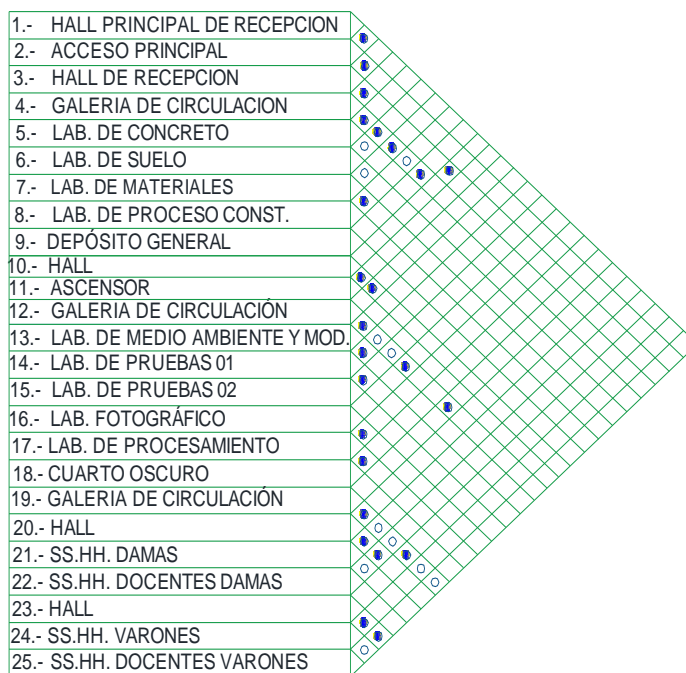 1.- HALL PRINCIPAL DE RECEPCION
2.- ACCESO PRINCIPAL
3.- HALL DE RECEPCION
4.- GALERIA DE CIRCULACION
5.- LAB. DE CONCRETO
6.- LAB. DE SUELO
7.- LAB. DE MATERIALES
8.- LAB. DE PROCESO CONST.
9.- DEPÓSITO GENERAL
10.- HALL
11.- ASCENSOR
12.- GALERIA DE CIRCULACIÓN
13.- LAB. DE MEDIO AMBIENTE Y MOD.
14.- LAB. DE PRUEBAS 01
15.- LAB. DE PRUEBAS 02
16.- LAB. FOTOGRÁFICO
17.- LAB. DE PROCESAMIENTO
18.- CUARTO OSCURO
19.- GALERIA DE CIRCULACIÓN
20.- HALL
21.- SS.HH. DAMAS
22.- SS.HH. DOCENTES DAMAS
23.- HALL
24.- SS.HH. VARONES
25.- SS.HH. DOCENTES VARONES